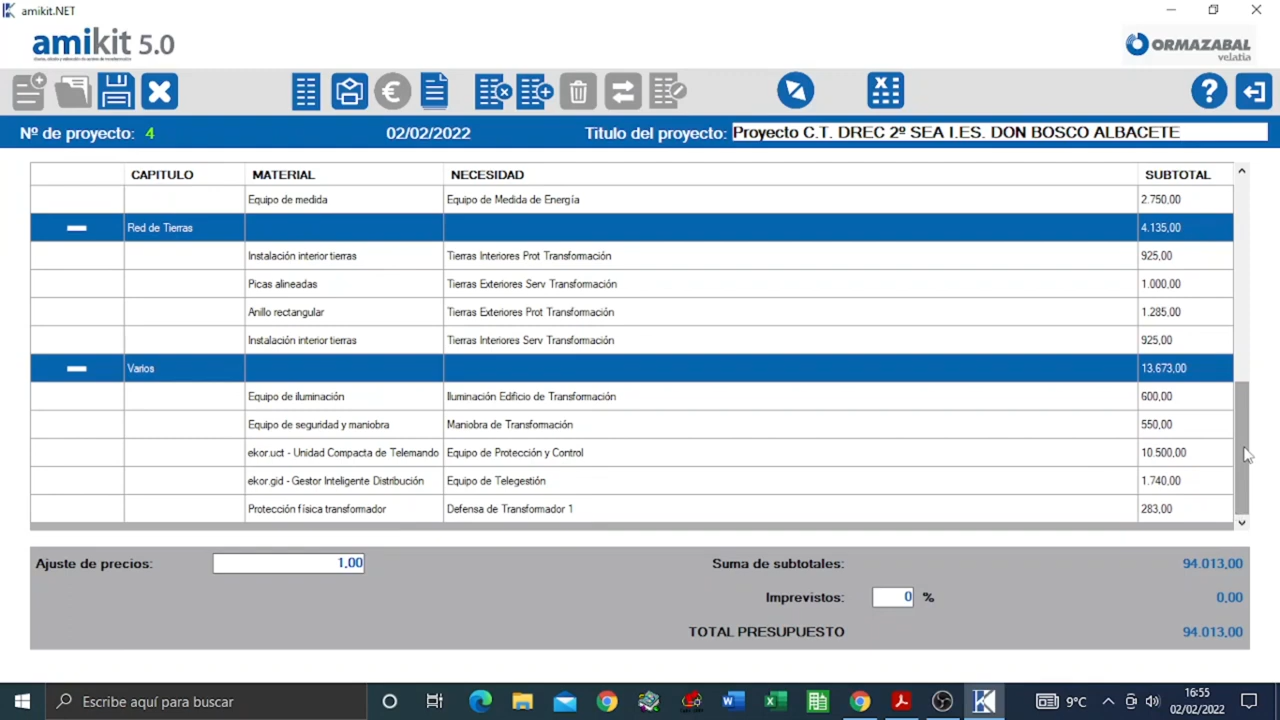 amikit.NET
amikit 5.0
ORMAZABAL
velatia
Nº de proyecto: 4 02/02/2022 Título del proyecto: Proyecto C.T. DREC 2º SEA I.ES. DON BOSCO ALBACETE
CAPITULO MATERIAL NECESIDAD SUBTOTAL
Equipo de medida Equipo de Medida de Energía 2.750,00
Red de Tierras 4.135,00
Instalación interior tierras Tierras Interiores Prot Transformación 925,00
Picas alineadas Tierras Exteriores Serv Transformación 1.000,00
Anillo rectangular Tierras Exteriores Prot Transformación 1.285,00
Instalación interior tierras Tierras Interiores Serv Transformación 925,00
Varios 13.673,00
Equipo de iluminación Iluminación Edificio de Transformación 600,00
Equipo de seguridad y maniobra Maniobra de Transformación 550,00
ekor.uct - Unidad Compacta de Telemando Equipo de Protección y Control 10.500,00
ekor.gid - Gestor Inteligente Distribución Equipo de Telegestión 1.740,00
Protección física transformador Defensa de Transformador 1 283,00
Ajuste de precios: 1,00 Suma de subtotales: 94.013,00
Imprevistos: 0 % 0,00
TOTAL PRESUPUESTO 94.013,00
Escribe aquí para buscar 9°C 16:55
02/02/2022